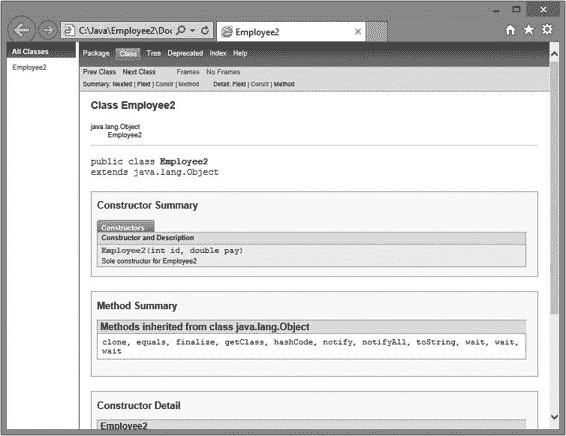 C:\Java\Employee2\Doc
Employee2
All Classes
Employee2
Package Class Tree Deprecated Index Help
Prev Class Next Class Frames No Frames
Summary: Nested | Field | Constr | Method Detail: Field | Constr | Method
Class Employee2
java.lang.Object
Employee2
public class Employee2
extends java.lang.Object
Constructor Summary
Constructors
Constructor and Description
Employee2(int id, double pay)
Sole constructor for Employee2
Method Summary
Methods inherited from class java.lang.Object
clone, equals, finalize, getClass, hashCode, notify, notifyAll, toString, wait, wait,
wait
Constructor Detail
Employee2